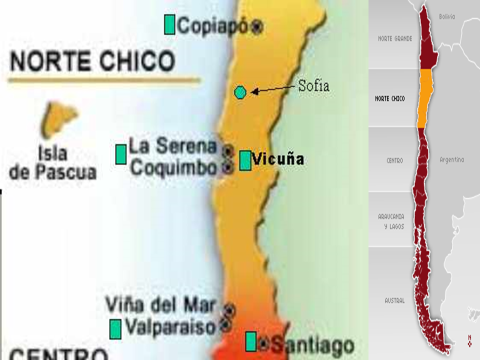 Copiapó
NORTE CHICO
Sofía
Isla
de Pascua
La Serena
Coquimbo
Vicuña
Viña del Mar
Valparaiso
Santiago
CENTRO
Bolivia
NORTE GRANDE
NORTE CHICO
CENTRO
Argentina
ARAUCANIA
Y LAGOS
AUSTRAL
N